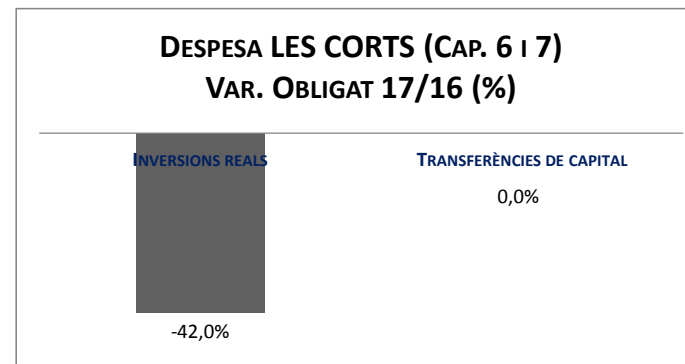 DESPESA LES CORTS (CAP. 6 I 7)
VAR. OBLIGAT 17/16 (%)
INVERSIONS REALS
TRANSFERÈNCIES DE CAPITAL
0,0%
-42,0%